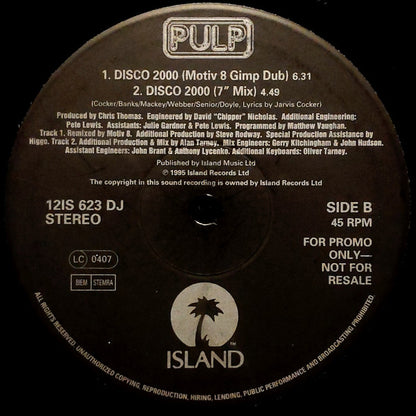 PULP
1. DISCO 2000 (Motiv 8 Gimp Dub) 6.31
2. DISCO 2000 (7" Mix) 4.49
(Cocker/Banks/Mackey/Webber/Senior/Doyle, Lyrics by Jarvis Cocker)
Produced by Chris Thomas. Engineered by David "Chipper" Nicholas. Additional Engineering:
Pete Lewis. Assistants: Julie Gardner & Pete Lewis. Programmed by Matthew Vaughan.
Track 1. Remixed by Motiv 8. Additional Production by Steve Rodway. Special Production Assistance by
Higgo. Track 2. Additional Production & Mix by Alan Tarney. Mix Engineers: Gerry Kitchingham & John Hudson.
Assistant Engineers: John Brant & Anthony Lycenko. Additional Keyboards: Oliver Tarney.
Published by Island Music Ltd
℗ 1995 Island Records Ltd
The copyright in this sound recording is owned by Island Records Ltd
12IS 623 DJ
STEREO
SIDE B
45 RPM
LC 0407
BIEM STEMRA
FOR PROMO
ONLY—
NOT FOR
RESALE
TM
ISLAND
ALL RIGHTS RESERVED. UNAUTHORIZED COPYING, REPRODUCTION, HIRING, LENDING, PUBLIC PERFORMANCE AND BROADCASTING PROHIBITED.